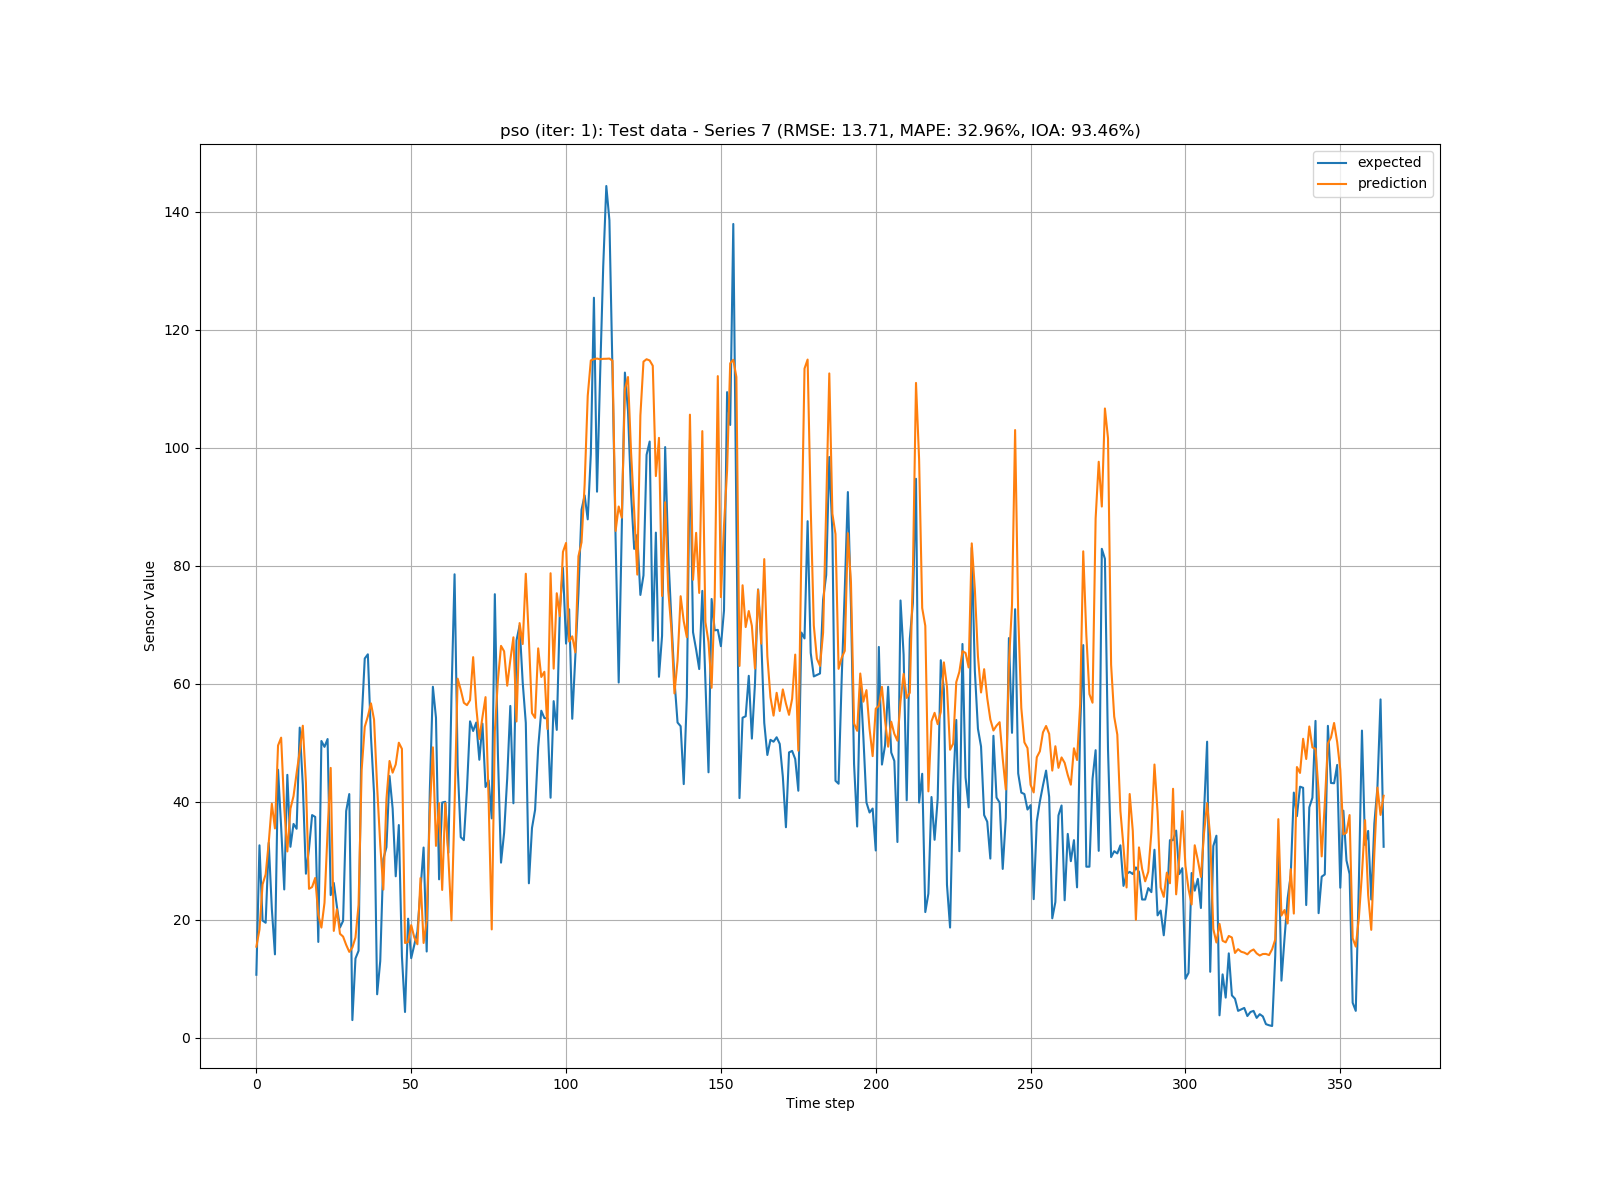 pso (iter: 1): Test data - Series 7 (RMSE: 13.71, MAPE: 32.96%, IOA: 93.46%)
expected
prediction
140
120
100
80
60
40
20
0
Sensor Value
0 50 100 150 200 250 300 350
Time step